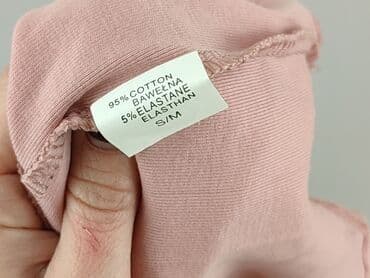 95% COTTON
BAWEŁNA
5% ELASTANE
ELASTHAN
S/M